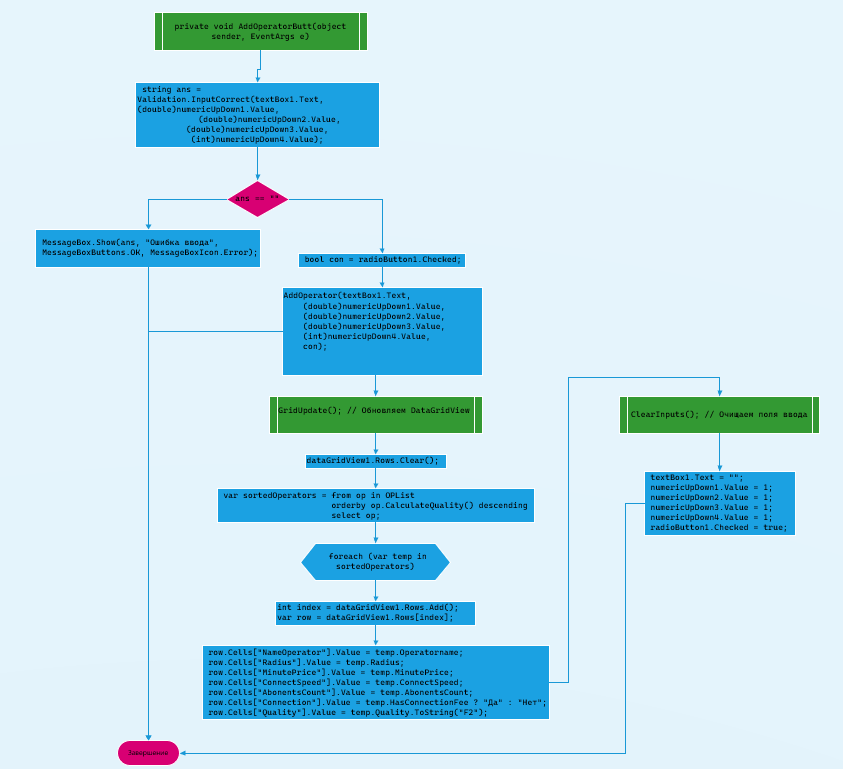 private void AddOperatorButt(object
sender, EventArgs e)
string ans =
Validation.InputCorrect(textBox1.Text,
(double)numericUpDown1.Value,
(double)numericUpDown2.Value,
(double)numericUpDown3.Value,
(int)numericUpDown4.Value);
ans == ""
MessageBox.Show(ans, "Ошибка ввода",
MessageBoxButtons.OK, MessageBoxIcon.Error);
bool con = radioButton1.Checked;
AddOperator(textBox1.Text,
(double)numericUpDown1.Value,
(double)numericUpDown2.Value,
(double)numericUpDown3.Value,
(int)numericUpDown4.Value,
con);
GridUpdate(); // Обновляем DataGridView
dataGridView1.Rows.Clear();
var sortedOperators = from op in OPList
orderby op.CalculateQuality() descending
select op;
foreach (var temp in
sortedOperators)
int index = dataGridView1.Rows.Add();
var row = dataGridView1.Rows[index];
row.Cells["NameOperator"].Value = temp.Operatorname;
row.Cells["Radius"].Value = temp.Radius;
row.Cells["MinutePrice"].Value = temp.MinutePrice;
row.Cells["ConnectSpeed"].Value = temp.ConnectSpeed;
row.Cells["AbonentsCount"].Value = temp.AbonentsCount;
row.Cells["Connection"].Value = temp.HasConnectionFee ? "Да" : "Нет";
row.Cells["Quality"].Value = temp.Quality.ToString("F2");
ClearInputs(); // Очищаем поля ввода
textBox1.Text = "";
numericUpDown1.Value = 1;
numericUpDown2.Value = 1;
numericUpDown3.Value = 1;
numericUpDown4.Value = 1;
radioButton1.Checked = true;
Завершение